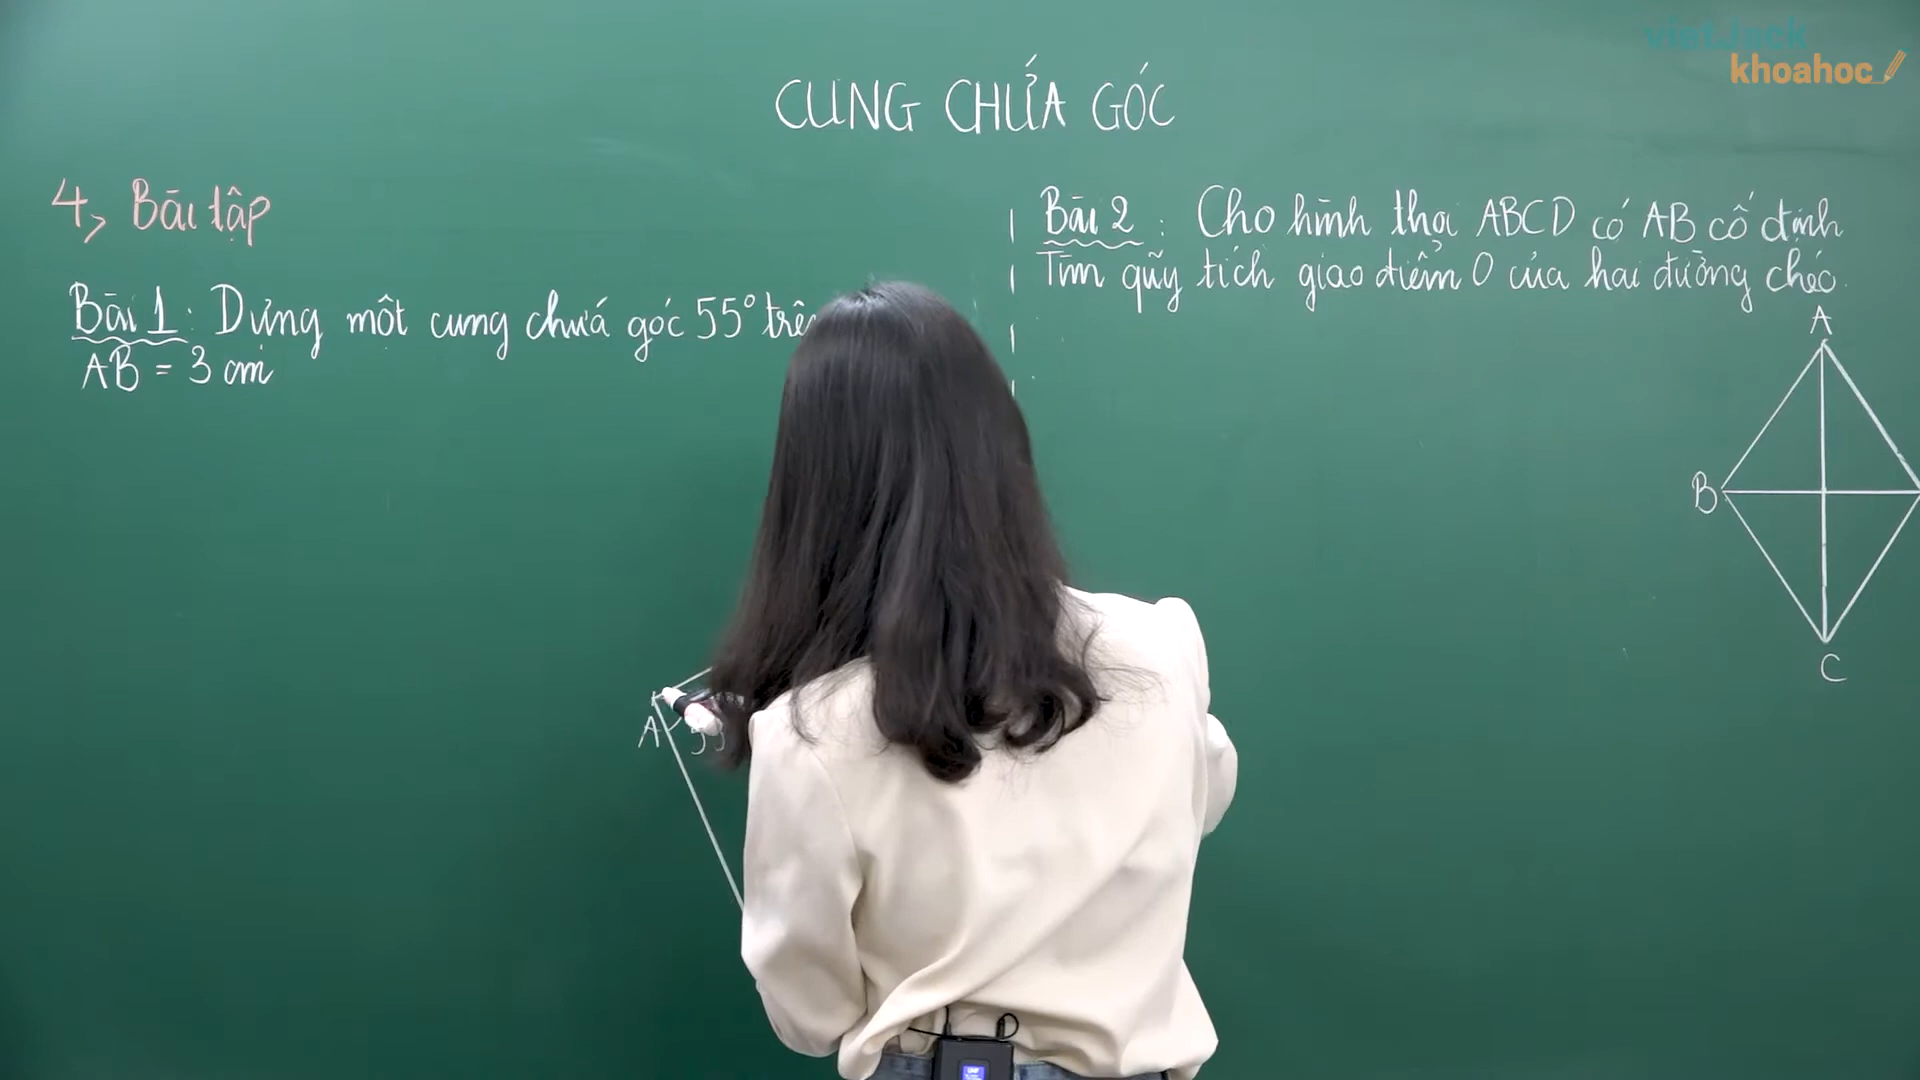 vietJack
khoahoc
CUNG CHỨA GÓC
4, Bài tập
Bài 1: Dựng một cung chứa góc 55° trên
AB = 3 cm
Bài 2: Cho hình thoi ABCD có AB cố định
Tìm quỹ tích giao điểm O của hai đường chéo.
A
B
C
A